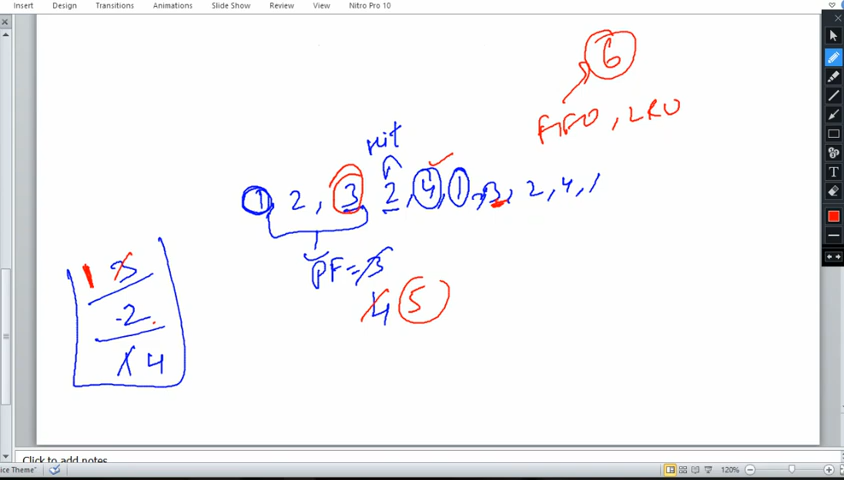 Insert Design Transitions Animations Slide Show Review View Nitro Pro 10
6
FIFO, LRU
Hit
1, 2, 3, 2, 4, 1, 3, 2, 4, 1
PF = 3
4 5
1 3
2
1 4
Click to add notes
ice Theme"
120%